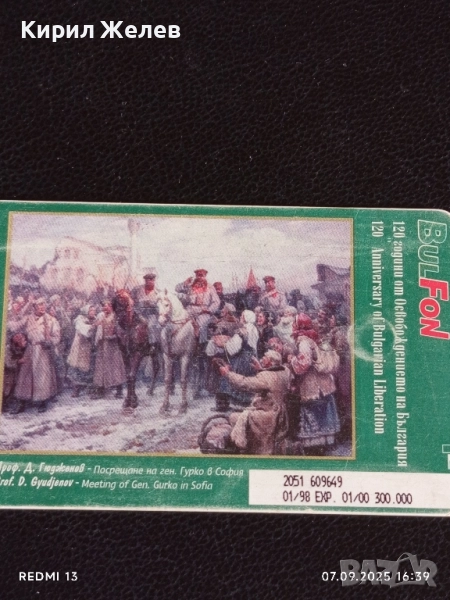 Кирил Желев
BULFON
120 години от Освобождението на България
120th Anniversary of Bulgarian Liberation
Проф. Д. Гюдженов - Посрещане на ген. Гурко в София
Prof. D. Gyudjenov - Meeting of Gen. Gurko in Sofia
2051 609649
01/98 EXP. 01/00 300.000
REDMI 13
07.09.2025 16:39
BAZAR